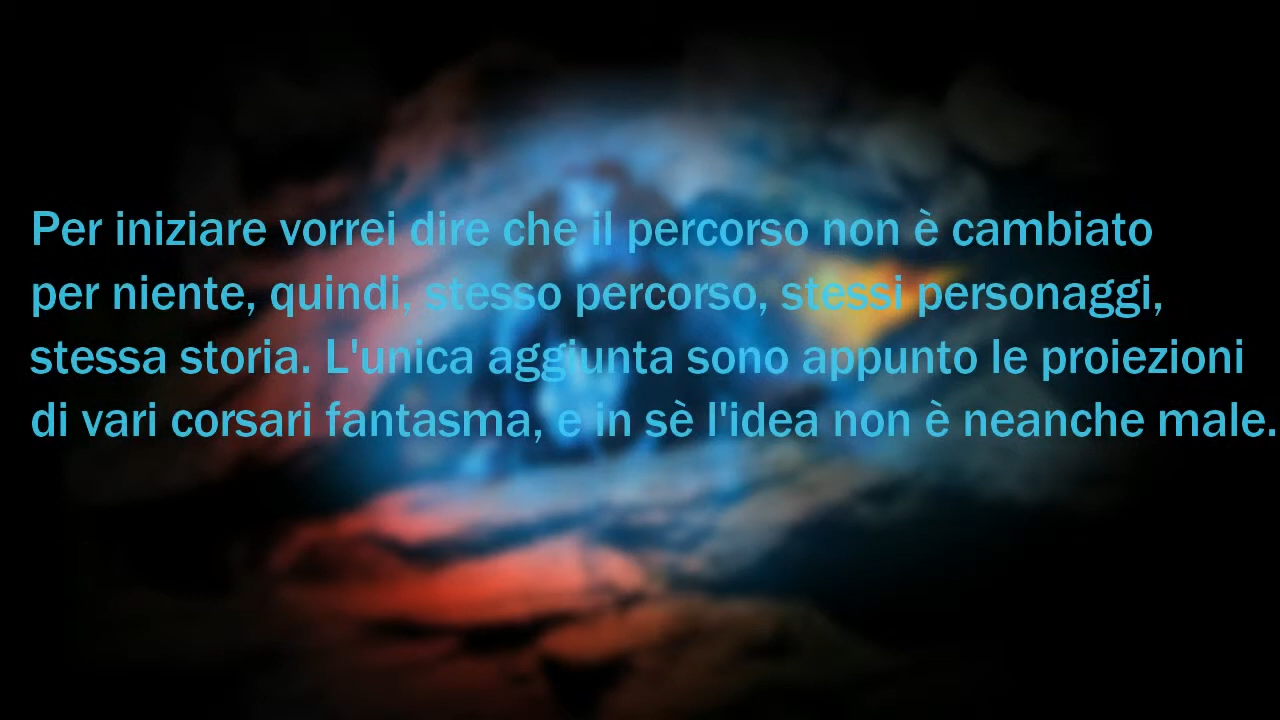 Per iniziare vorrei dire che il percorso non è cambiato
per niente, quindi, stesso percorso, stessi personaggi,
stessa storia. L'unica aggiunta sono appunto le proiezioni
di vari corsari fantasma, e in sè l'idea non è neanche male.